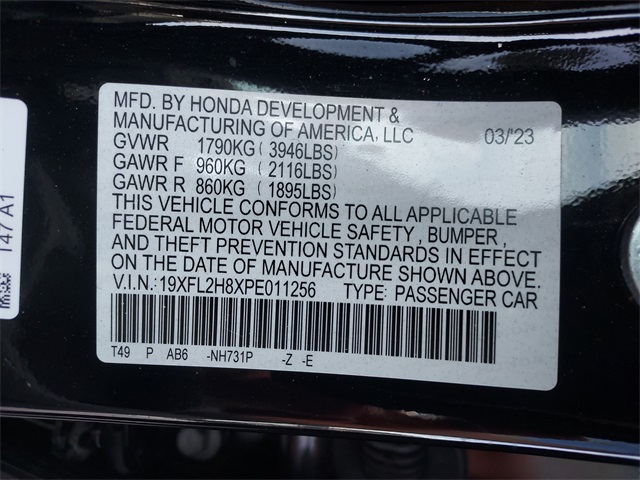 MFD. BY HONDA DEVELOPMENT &
MANUFACTURING OF AMERICA, LLC 03/'23
GVWR 1790KG ( 3946LBS)
GAWR F 960KG ( 2116LBS)
GAWR R 860KG ( 1895LBS)
THIS VEHICLE CONFORMS TO ALL APPLICABLE
FEDERAL MOTOR VEHICLE SAFETY , BUMPER ,
AND THEFT PREVENTION STANDARDS IN EFFECT
ON THE DATE OF MANUFACTURE SHOWN ABOVE.
V.I.N.:19XFL2H8XPE011256 TYPE: PASSENGER CAR
T49 P AB6 -NH731P -Z -E
147A1